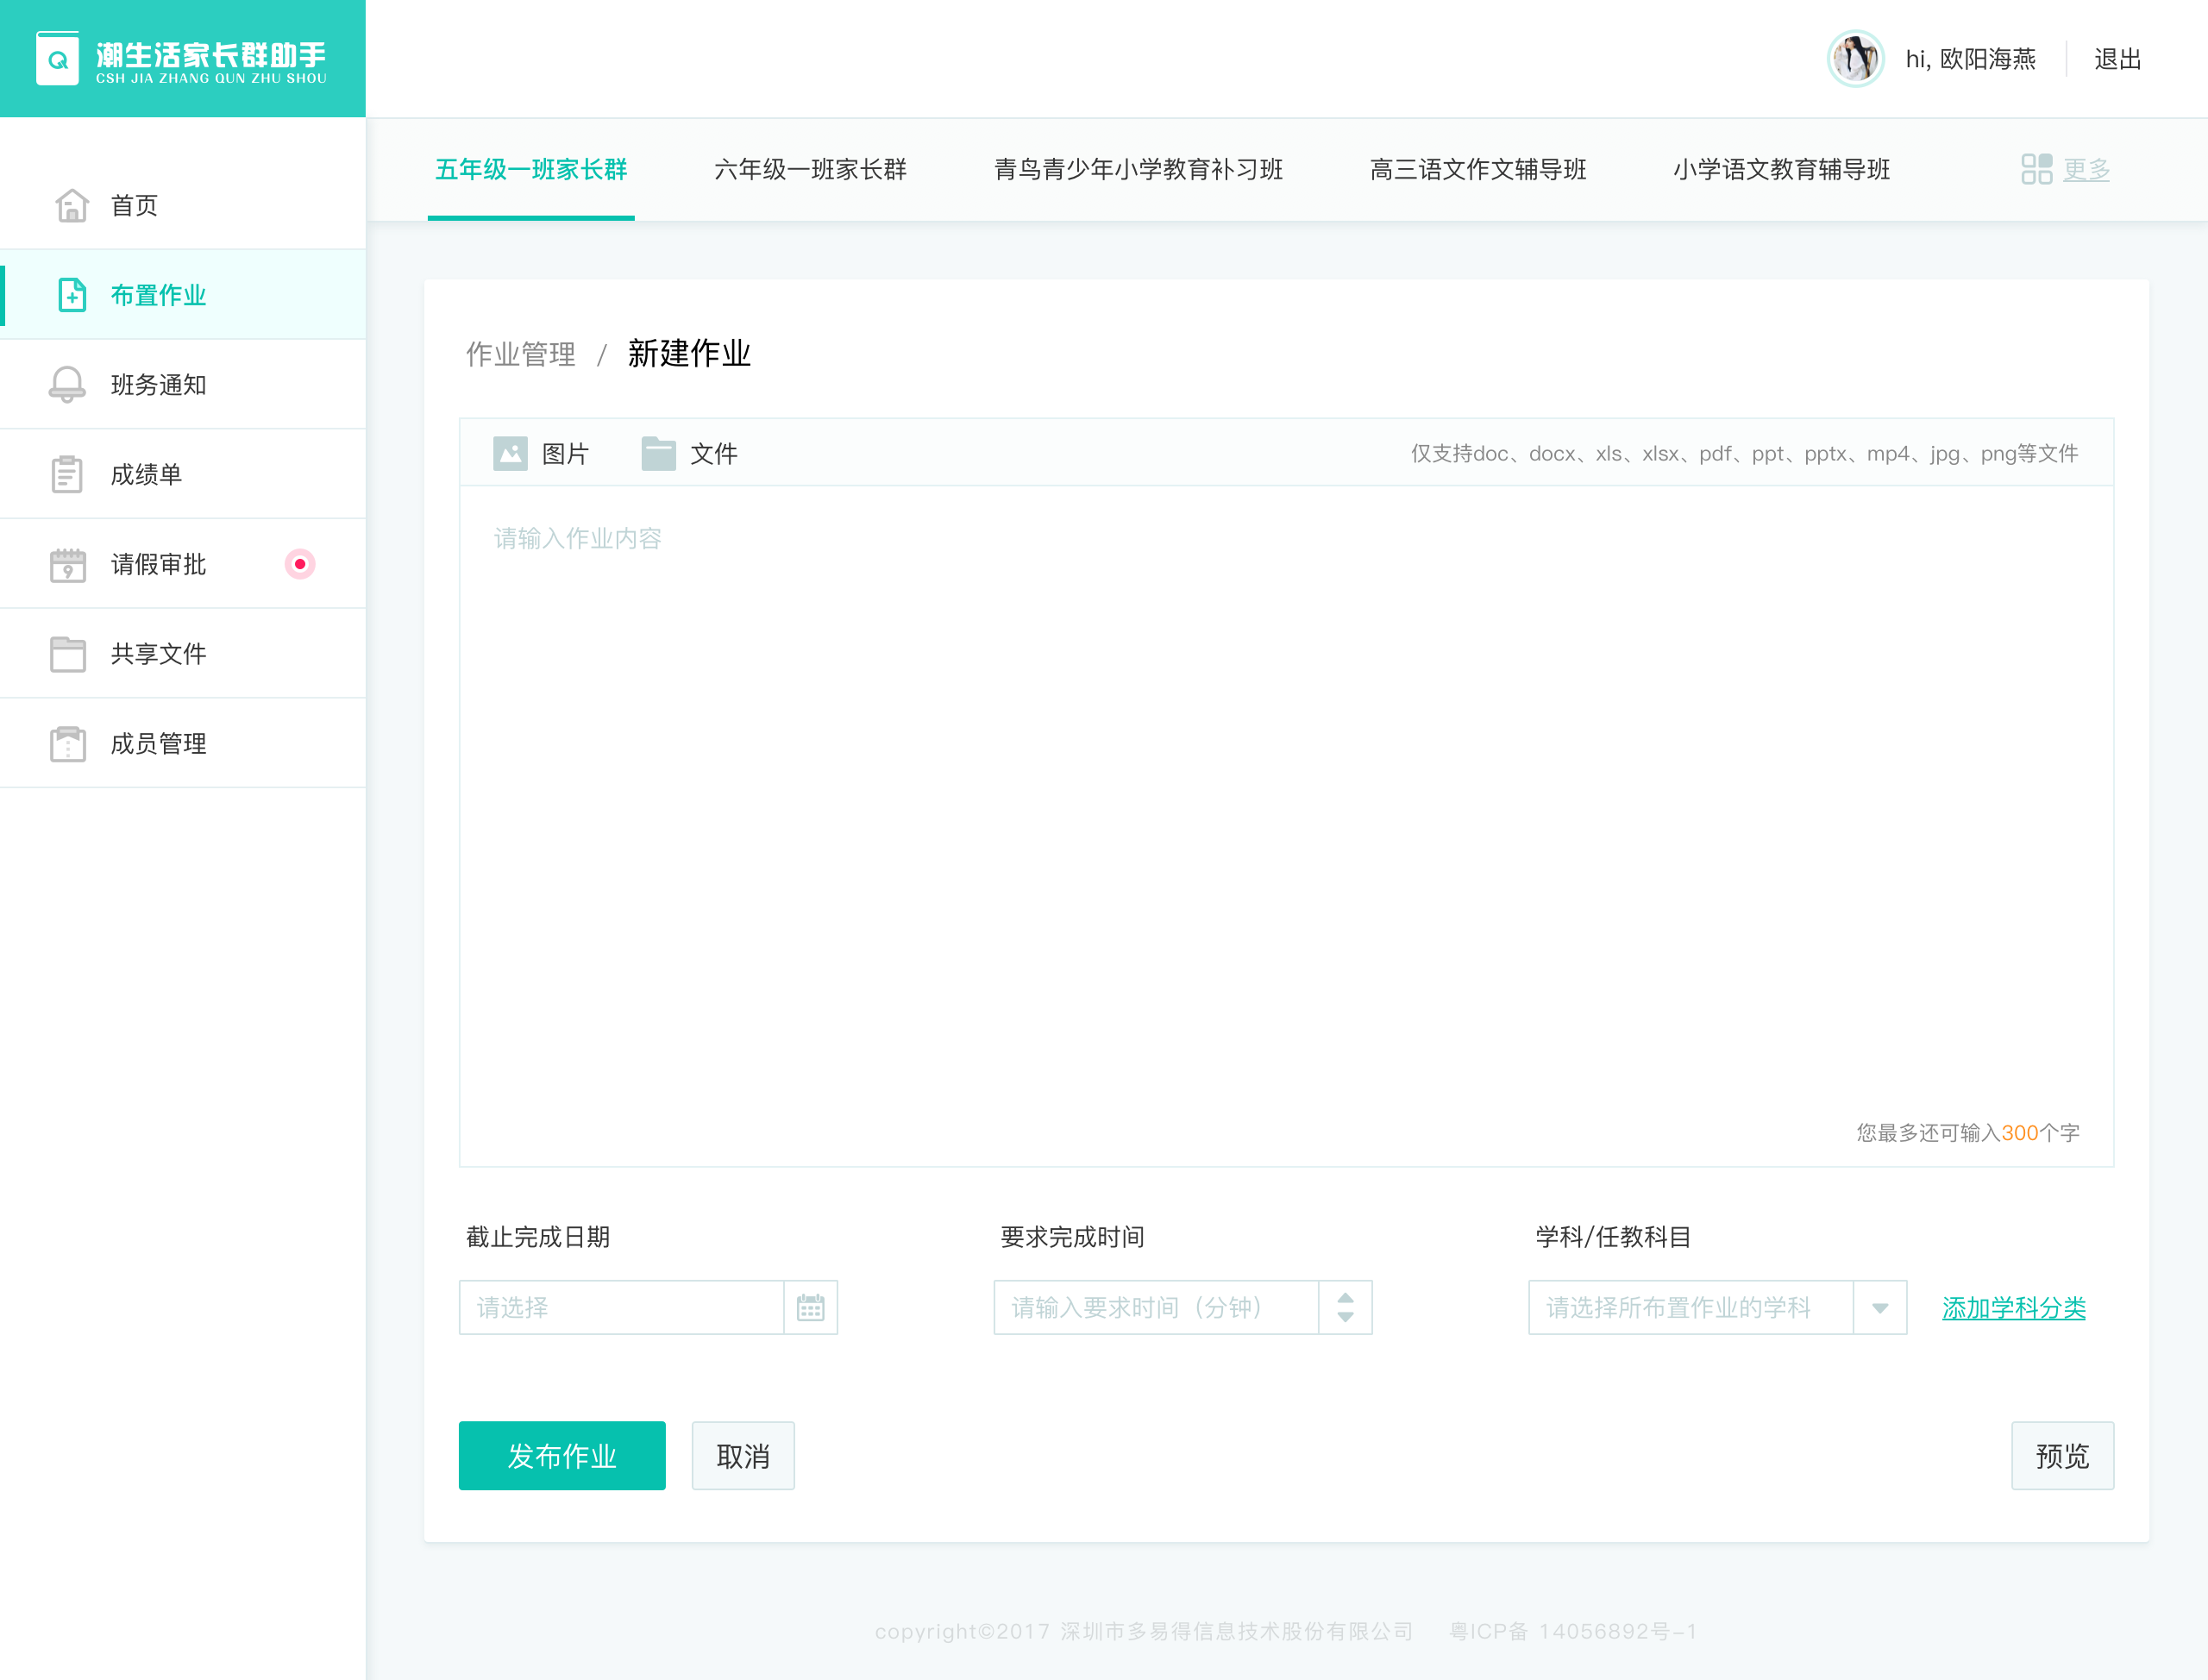 潮生活家长群助手
CSH JIA ZHANG QUN ZHU SHOU
hi, 欧阳海燕
退出
首页
布置作业
班务通知
成绩单
9
请假审批
共享文件
成员管理
五年级一班家长群
六年级一班家长群
青鸟青少年小学教育补习班
高三语文作文辅导班
小学语文教育辅导班
更多
作业管理 / 新建作业
图片
文件
仅支持doc、docx、xls、xlsx、pdf、ppt、pptx、mp4、jpg、png等文件
请输入作业内容
您最多还可输入300个字
截止完成日期
要求完成时间
学科/任教科目
请选择
请输入要求时间（分钟）
请选择所布置作业的学科
添加学科分类
发布作业
取消
预览
copyright©2017 深圳市多易得信息技术股份有限公司 粤ICP备 14056892号-1